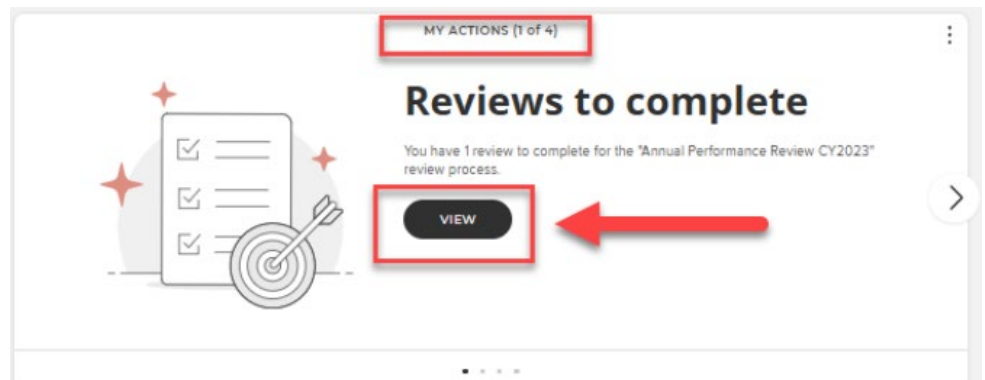 MY ACTIONS (1 of 4)
Reviews to complete
You have 1 review to complete for the "Annual Performance Review CY2023"
review process.
VIEW